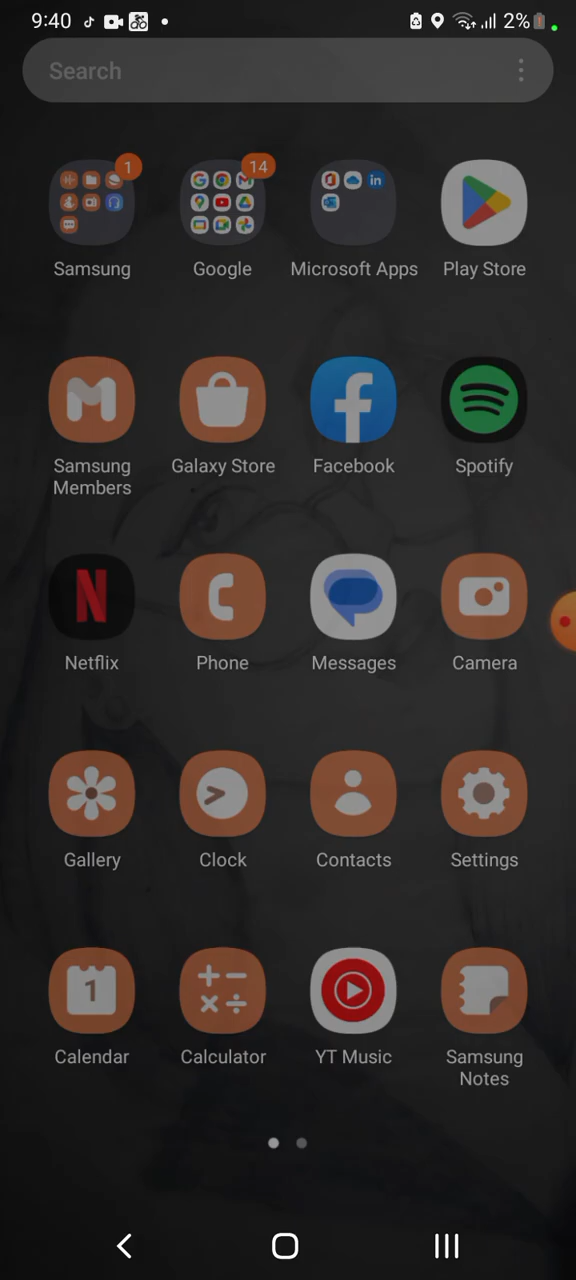 9:40
2%
Search
1
14
Samsung
Google
Microsoft Apps
Play Store
Samsung Members
Galaxy Store
Facebook
Spotify
Netflix
Phone
Messages
Camera
Gallery
Clock
Contacts
Settings
1
Calendar
Calculator
YT Music
Samsung Notes